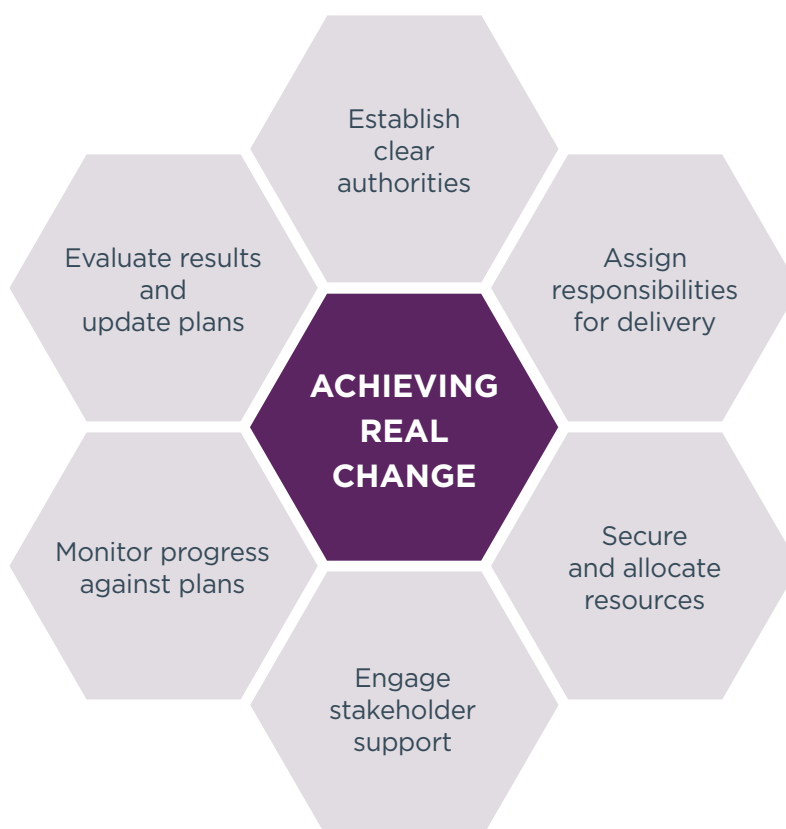 Establish
clear
authorities
Assign
responsibilities
for delivery
Secure
and allocate
resources
Engage
stakeholder
support
Monitor progress
against plans
Evaluate results
and
update plans
ACHIEVING
REAL
CHANGE